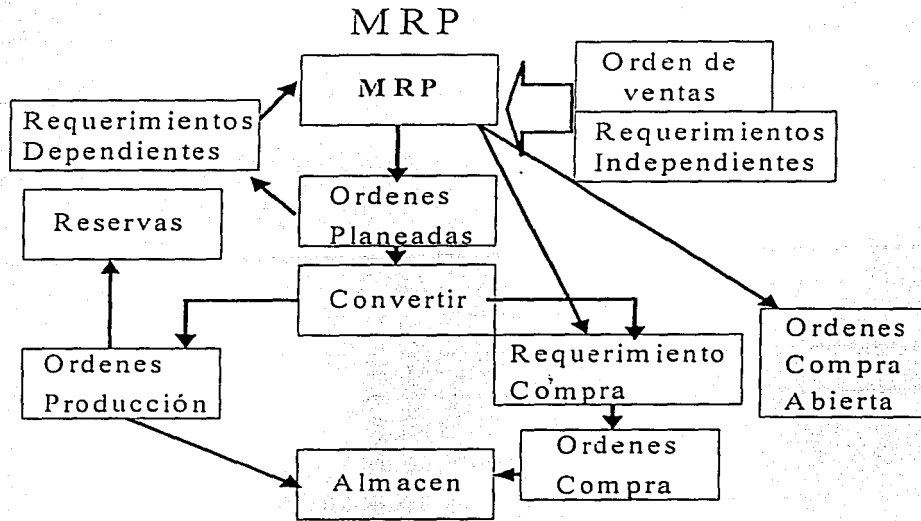 MRP
MRP
Orden de
ventas
Requerimientos
Dependientes
Requerimintos
Independientes
Ordenes
Planeadas
Reservas
Convertir
Ordenes
Producción
Requerimiento
Compra
Ordenes
Compra
Abierta
Almacen
Ordenes
Compra